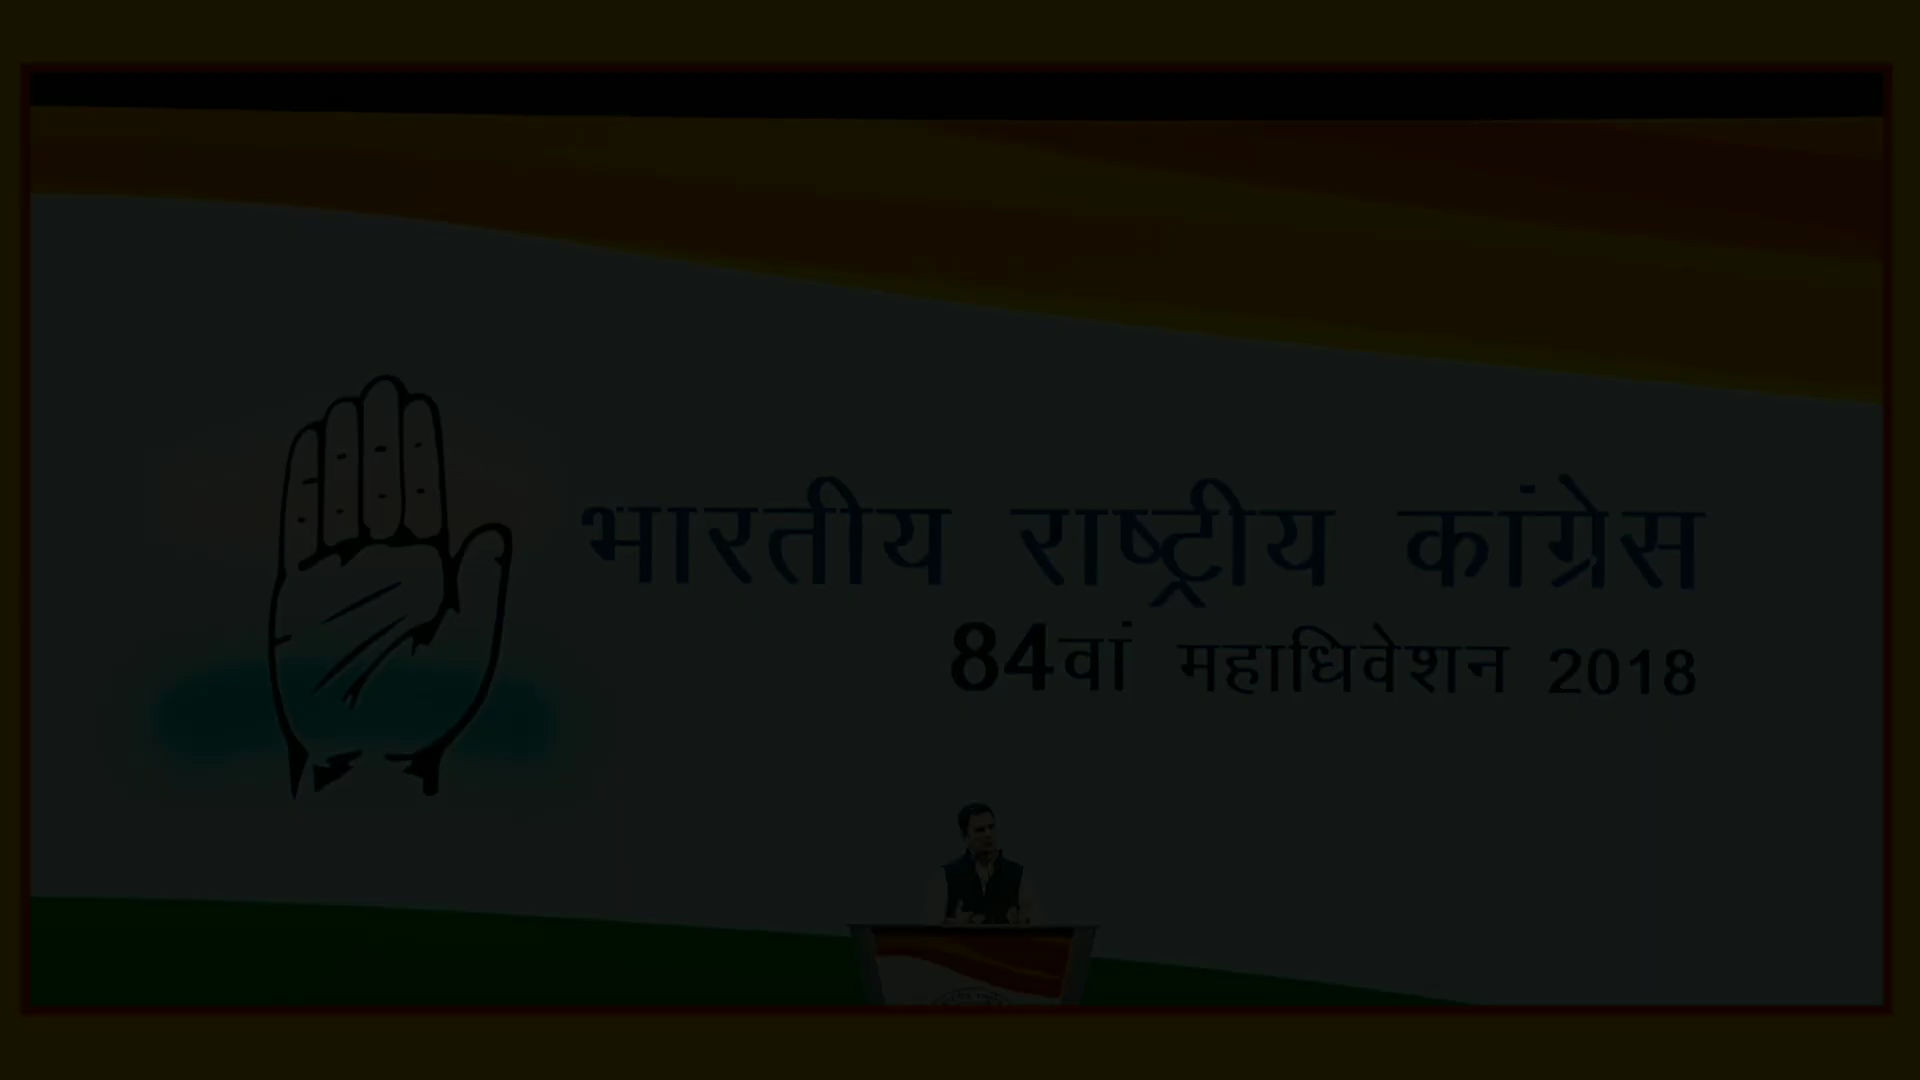 भारतीय राष्ट्रीय कांग्रेस
84वां महाधिवेशन 2018